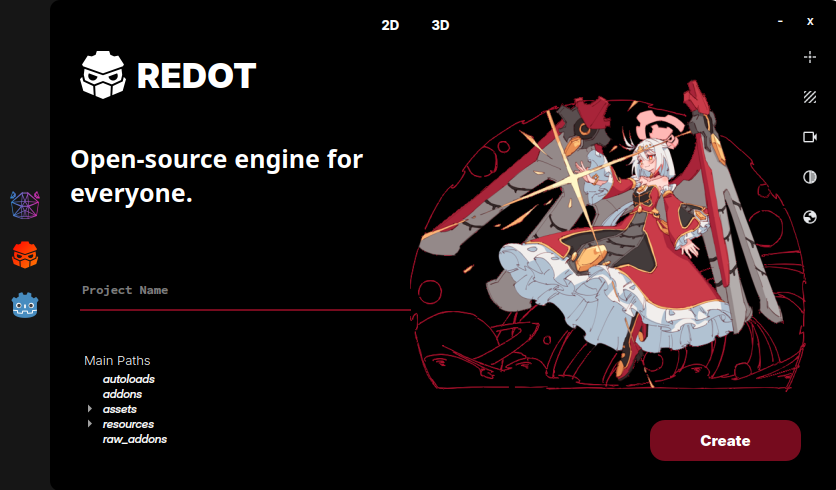 2D 3D - x
REDOT
Open-source engine for
everyone.
Project Name
Main Paths
autoloads
addons
assets
resources
raw_addons
Create